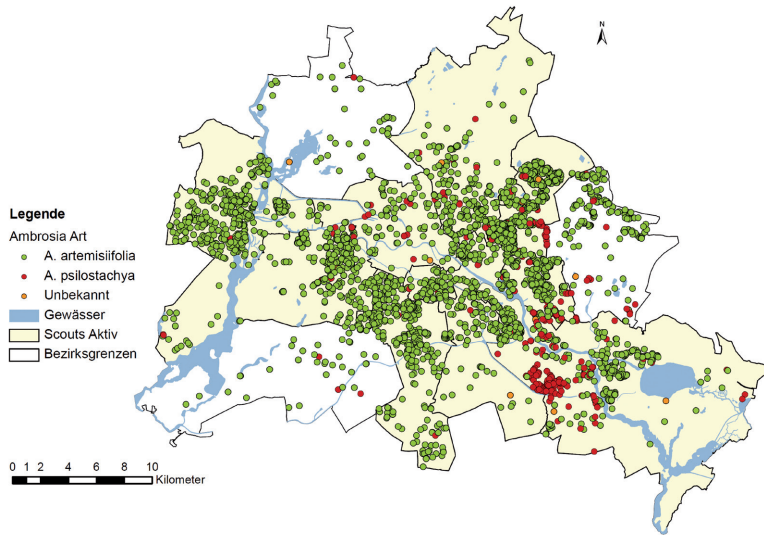 N
Legende
Ambrosia Art
A. artemisiifolia
A. psilostachya
Unbekannt
Gewässer
Scouts Aktiv
Bezirksgrenzen
0 1 2 4 6 8 10
Kilometer